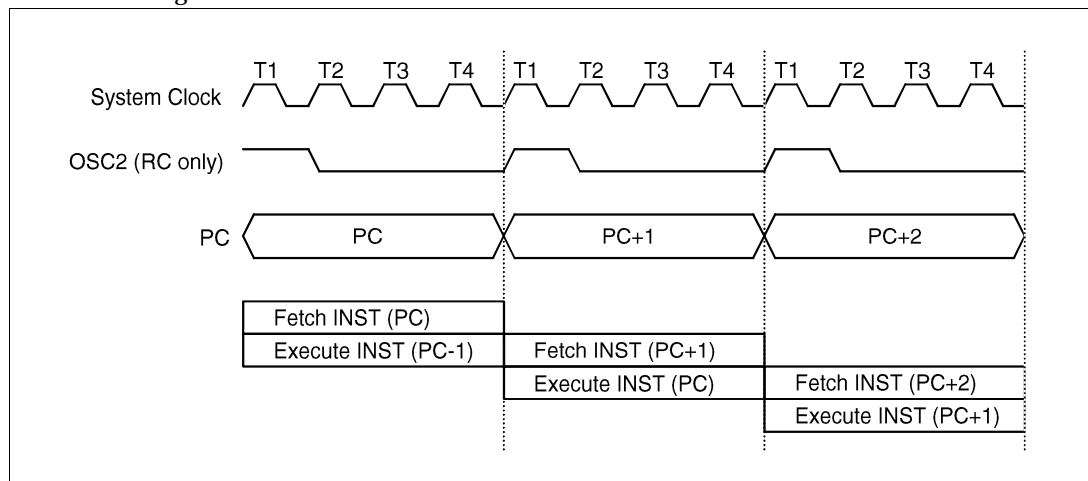 T1 T2 T3 T4 T1 T2 T3 T4 T1 T2 T3 T4
System Clock
OSC2 (RC only)
PC PC PC+1 PC+2
Fetch INST (PC)
Execute INST (PC-1) Fetch INST (PC+1)
Execute INST (PC) Fetch INST (PC+2)
Execute INST (PC+1)